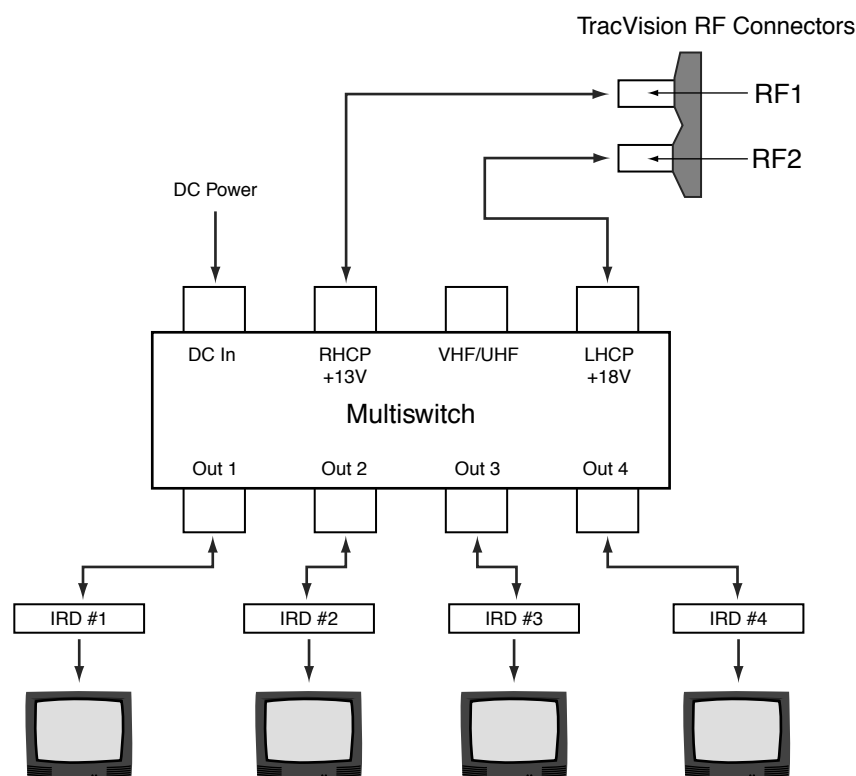 TracVision RF Connectors
RF1
RF2
DC Power
DC In
RHCP
+13V
VHF/UHF
LHCP
+18V
Multiswitch
Out 1
Out 2
Out 3
Out 4
IRD #1
IRD #2
IRD #3
IRD #4